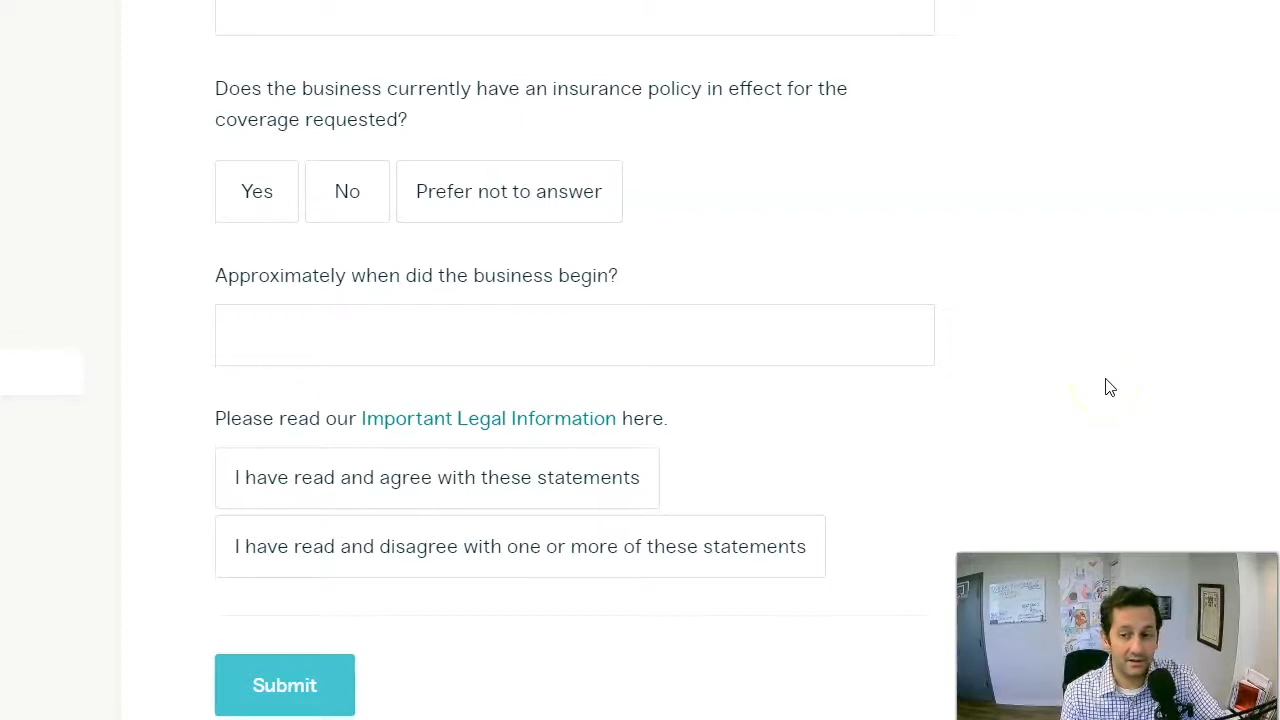 Does the business currently have an insurance policy in effect for the
coverage requested?
Yes No Prefer not to answer
Approximately when did the business begin?
Please read our Important Legal Information here.
I have read and agree with these statements
I have read and disagree with one or more of these statements
Submit